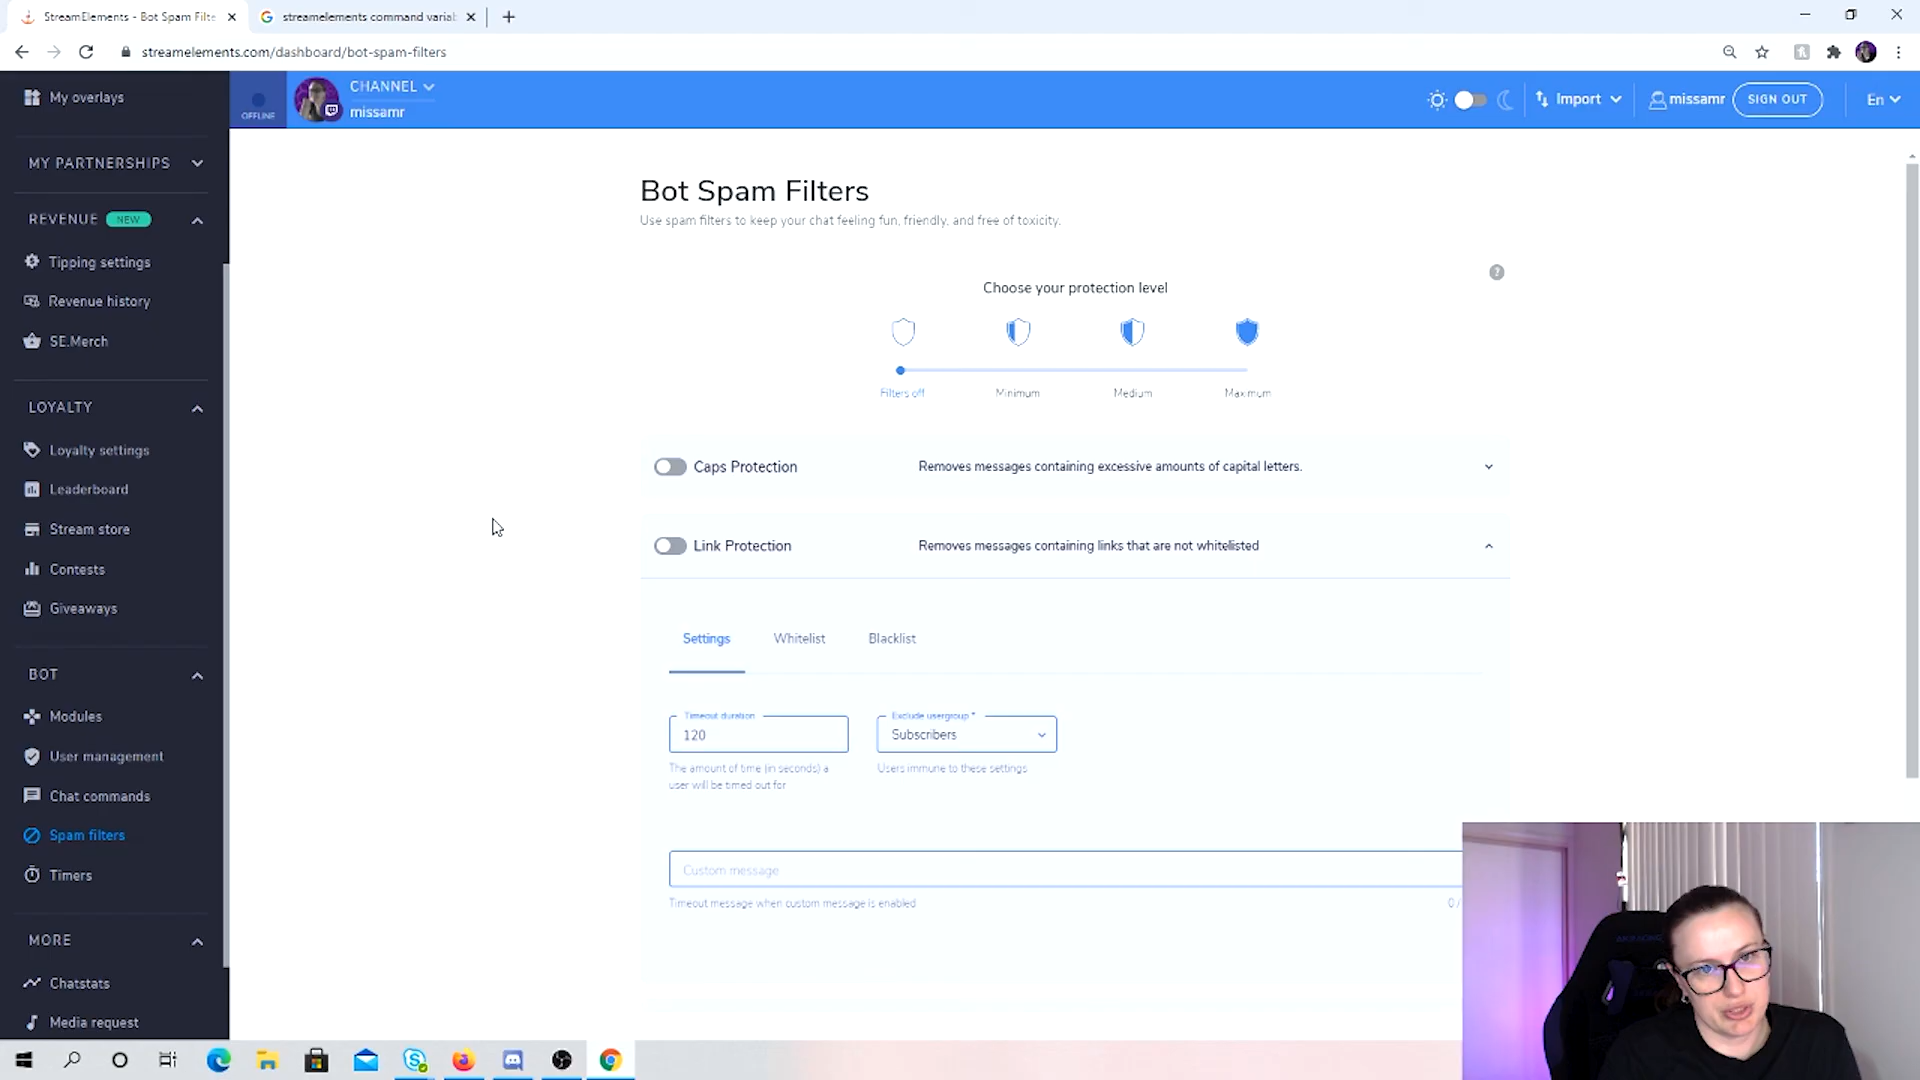 StreamElements - Bot Spam Filte
streamelements command variab
streamelements.com/dashboard/bot-spam-filters
My overlays
MY PARTNERSHIPS
REVENUE NEW
Tipping settings
Revenue history
SE.Merch
LOYALTY
Loyalty settings
Leaderboard
Stream store
Contests
Giveaways
BOT
Modules
User management
Chat commands
Spam filters
Timers
MORE
Chatstats
Media request
OFFLINE
CHANNEL
missamr
Import
missamr
SIGN OUT
En
Bot Spam Filters
Use spam filters to keep your chat feeling fun, friendly, and free of toxicity.
?
Choose your protection level
Filters off
Minimum
Medium
Maximum
Caps Protection
Removes messages containing excessive amounts of capital letters.
Link Protection
Removes messages containing links that are not whitelisted
Settings
Whitelist
Blacklist
Timeout duration
120
The amount of time (in seconds) a
user will be timed out for
Exclude usergroup *
Subscribers
Users immune to these settings
Custom message
Timeout message when custom message is enabled
0 /